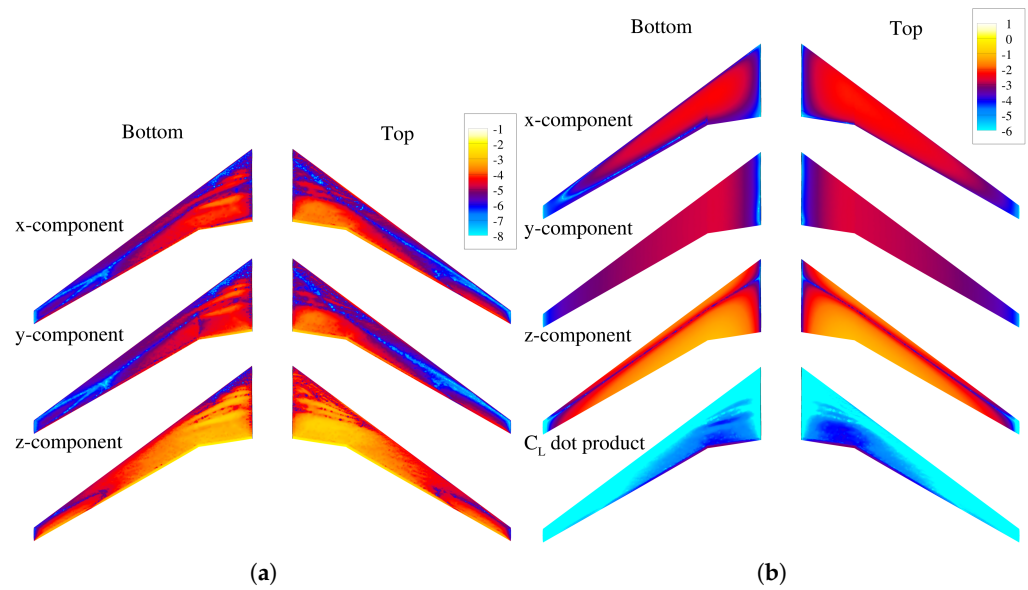 Bottom
Top
-1
-2
-3
-4
-5
-6
-7
-8
x-component
y-component
z-component
(a)
Bottom
Top
1
0
-1
-2
-3
-4
-5
-6
x-component
y-component
z-component
C_L dot product
(b)